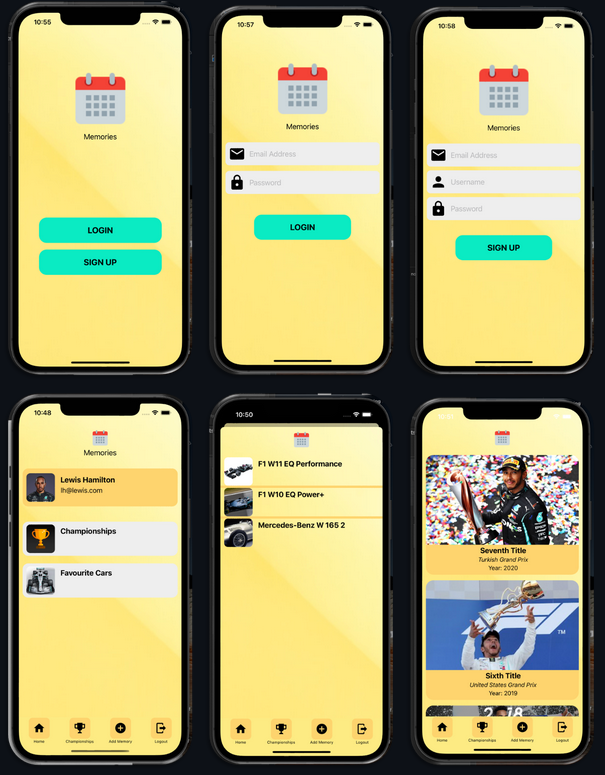 10:55
Memories
LOGIN
SIGN UP
10:57
Memories
Email Address
Password
LOGIN
10:58
Memories
Email Address
Username
Password
SIGN UP
10:48
Memories
Lewis Hamilton
lh@lewis.com
Championships
Favourite Cars
Home
Championships
Add Memory
Logout
10:50
F1 W11 EQ Performance
F1 W10 EQ Power+
Mercedes-Benz W 165 2
Home
Championships
Add Memory
Logout
Seventh Title
Turkish Grand Prix
Year: 2020
TM
Sixth Title
United States Grand Prix
Year: 2019
Home
Championships
Add Memory
Logout